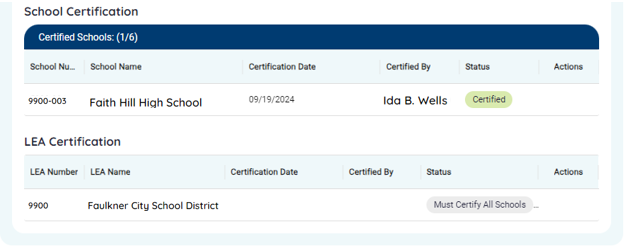 School Certification
Certified Schools: (1/6)
School Nu... School Name Certification Date Certified By Status Actions
9900-003 Faith Hill High School 09/19/2024 Ida B. Wells Certified
LEA Certification
LEA Number LEA Name Certification Date Certified By Status Actions
9900 Faulkner City School District Must Certify All Schools ...